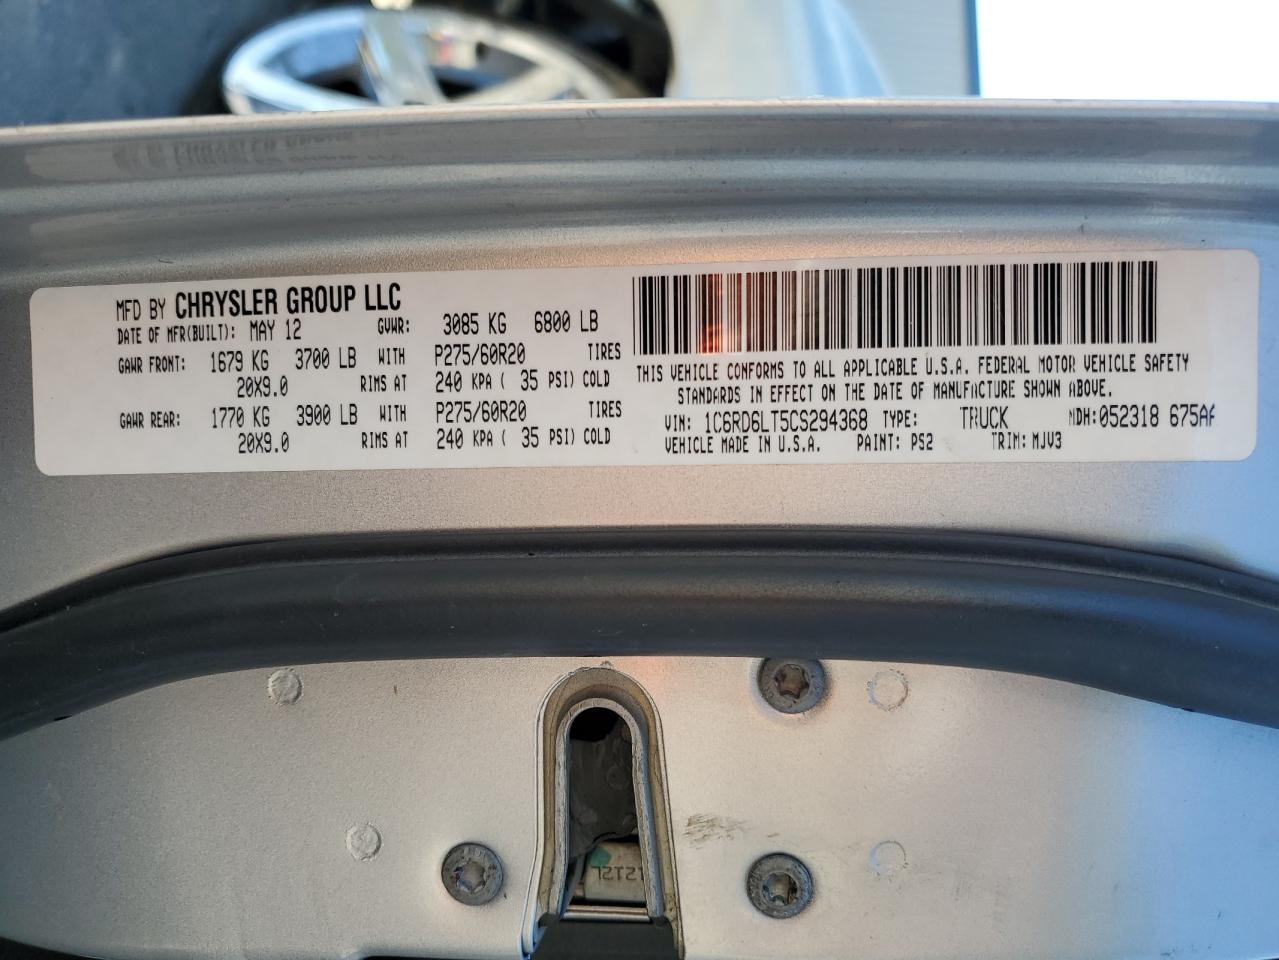 MFD BY CHRYSLER GROUP LLC
DATE OF MFR(BUILT): MAY 12 GVWR: 3085 KG 6800 LB
GAWR FRONT: 1679 KG 3700 LB WITH P275/60R20 TIRES
20X9.0 RIMS AT 240 KPA ( 35 PSI) COLD
GAWR REAR: 1770 KG 3900 LB WITH P275/60R20 TIRES
20X9.0 RIMS AT 240 KPA ( 35 PSI) COLD
THIS VEHICLE CONFORMS TO ALL APPLICABLE U.S.A. FEDERAL MOTOR VEHICLE SAFETY
STANDARDS IN EFFECT ON THE DATE OF MANUFACTURE SHOWN ABOVE.
VIN: 1C6RD6LT5CS294368 TYPE: TRUCK MDH:052318 675AA
VEHICLE MADE IN U.S.A. PAINT: PS2 TRIM: MJV3